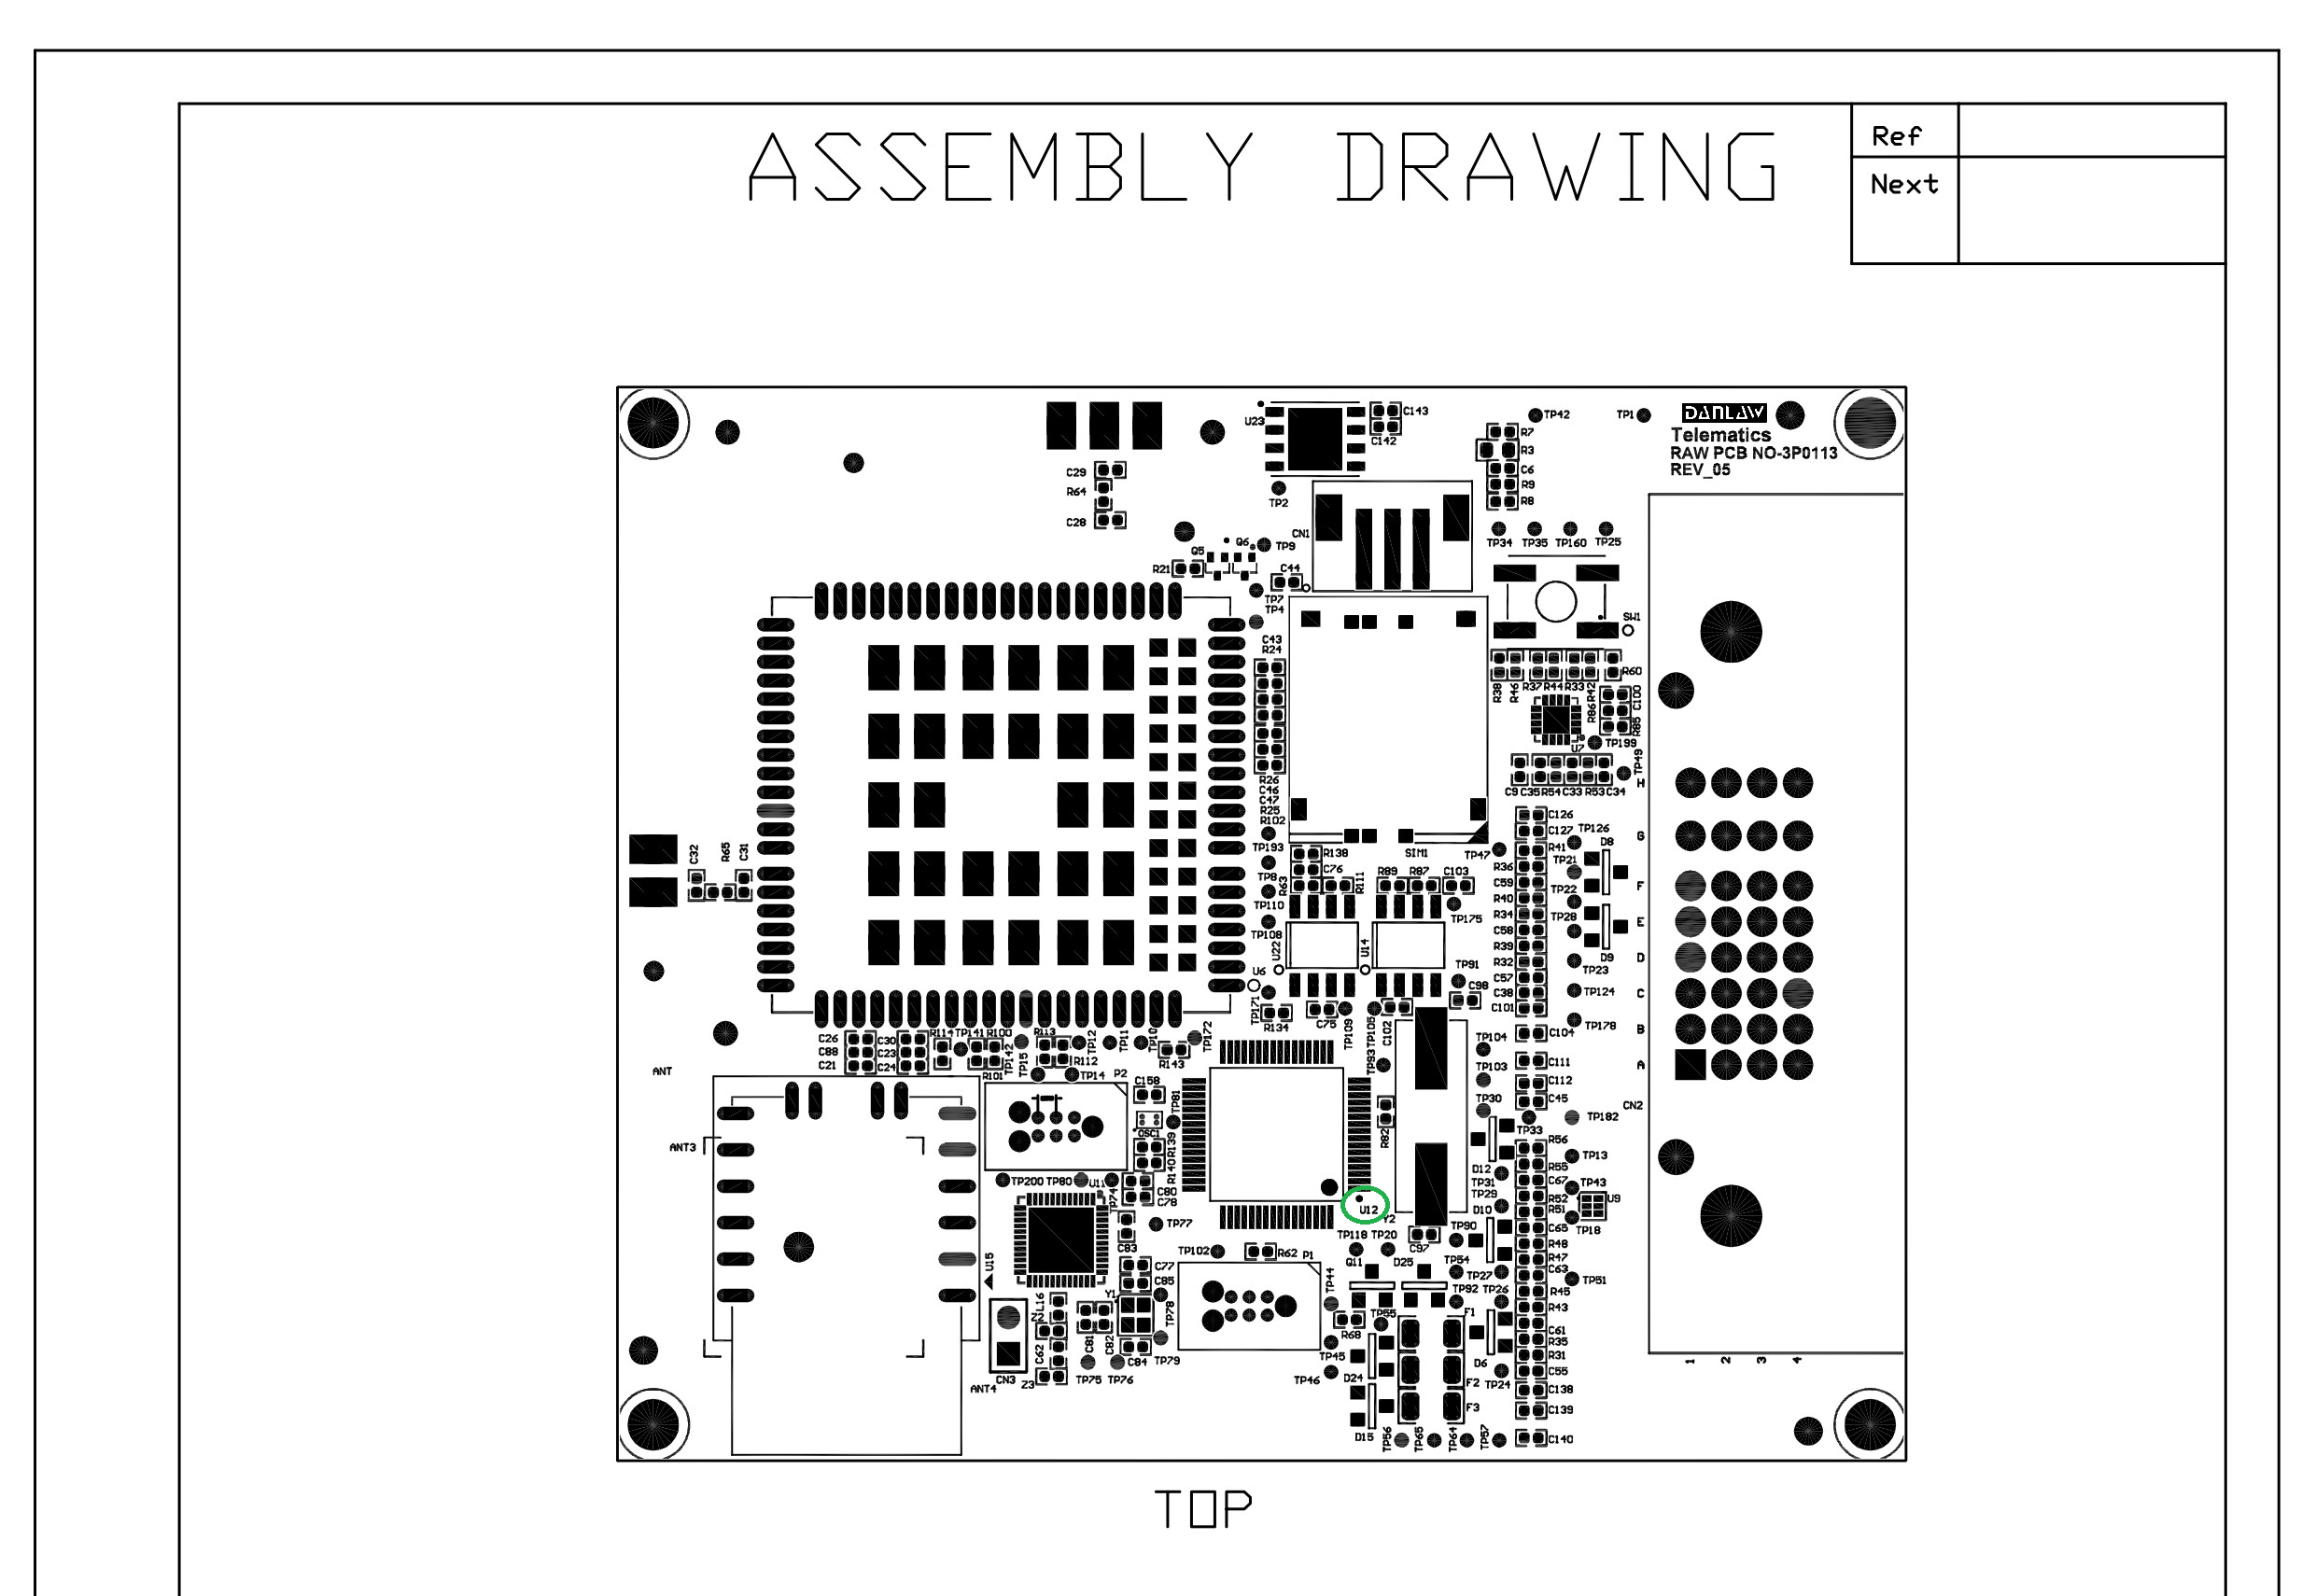 ASSEMBLY DRAWING
Ref
Next
DANLAW
Telematics
RAW PCB NO-3P0113
REV_05
U23
C143
C142
TP42
TP1
R7
R3
C6
R9
R8
C29
R64
C28
TP2
CN1
TP34 TP35 TP160 TP25
Q5
Q6
TP9
R21
C44
TP7
TP4
SW1
C43
R24
R60
R38
R46
R37 R44 R33
R42
R86
C100
R85
U7
TP199
TP49
R26
C46
C47
R25
R102
C9 C35 R54 C33 R53 C34
H
C126
C127
TP126
D8
G
TP193
R138
C76
SIM1
TP47
R41
TP21
R36
C32
R65
C31
TP8
R63
R111
R89
R87
C103
C59
TP22
F
R40
TP110
TP175
R34
TP28
E
C58
TP108
U22
U14
R39
D9
D
R32
TP23
U6
TP91
C57
C38
TP124
C
C98
C101
TP171
R134
C75
TP109
TP105
C102
TP178
B
C104
TP104
C26
C88
C21
C30
C23
C24
R114 TP141 R100
R101
TP142
TP15
R113
R112
TP12
TP11
TP10
TP172
R143
TP93
C111
A
ANT
TP14
P2
TP103
C112
C158
TP81
TP30
C45
CN2
TP182
OSC1
R82
TP33
ANT3
R139
R140
R56
TP13
D12
R55
TP31
C67
TP43
TP200 TP80
U11
TP74
C80
C78
TP29
R52
U9
D10
R51
U12
Y2
TP77
C83
TP118 TP20
C97
TP90
C65
TP18
R48
TP102
R62
P1
TP54
R47
U15
C77
Q11
D25
TP27
C63
TP51
C85
TP44
TP92 TP26
R45
Y1
L16
Z2
TP78
TP55
F1
R43
C61
R68
R35
C62
C81
C82
C84
TP79
TP45
D6
R31
CN3
Z3
TP75 TP76
TP46
D24
F2
TP24
C55
ANT4
C138
F3
C139
D15
TP56
TP65
TP64
TP57
C140
1
2
3
4
TOP